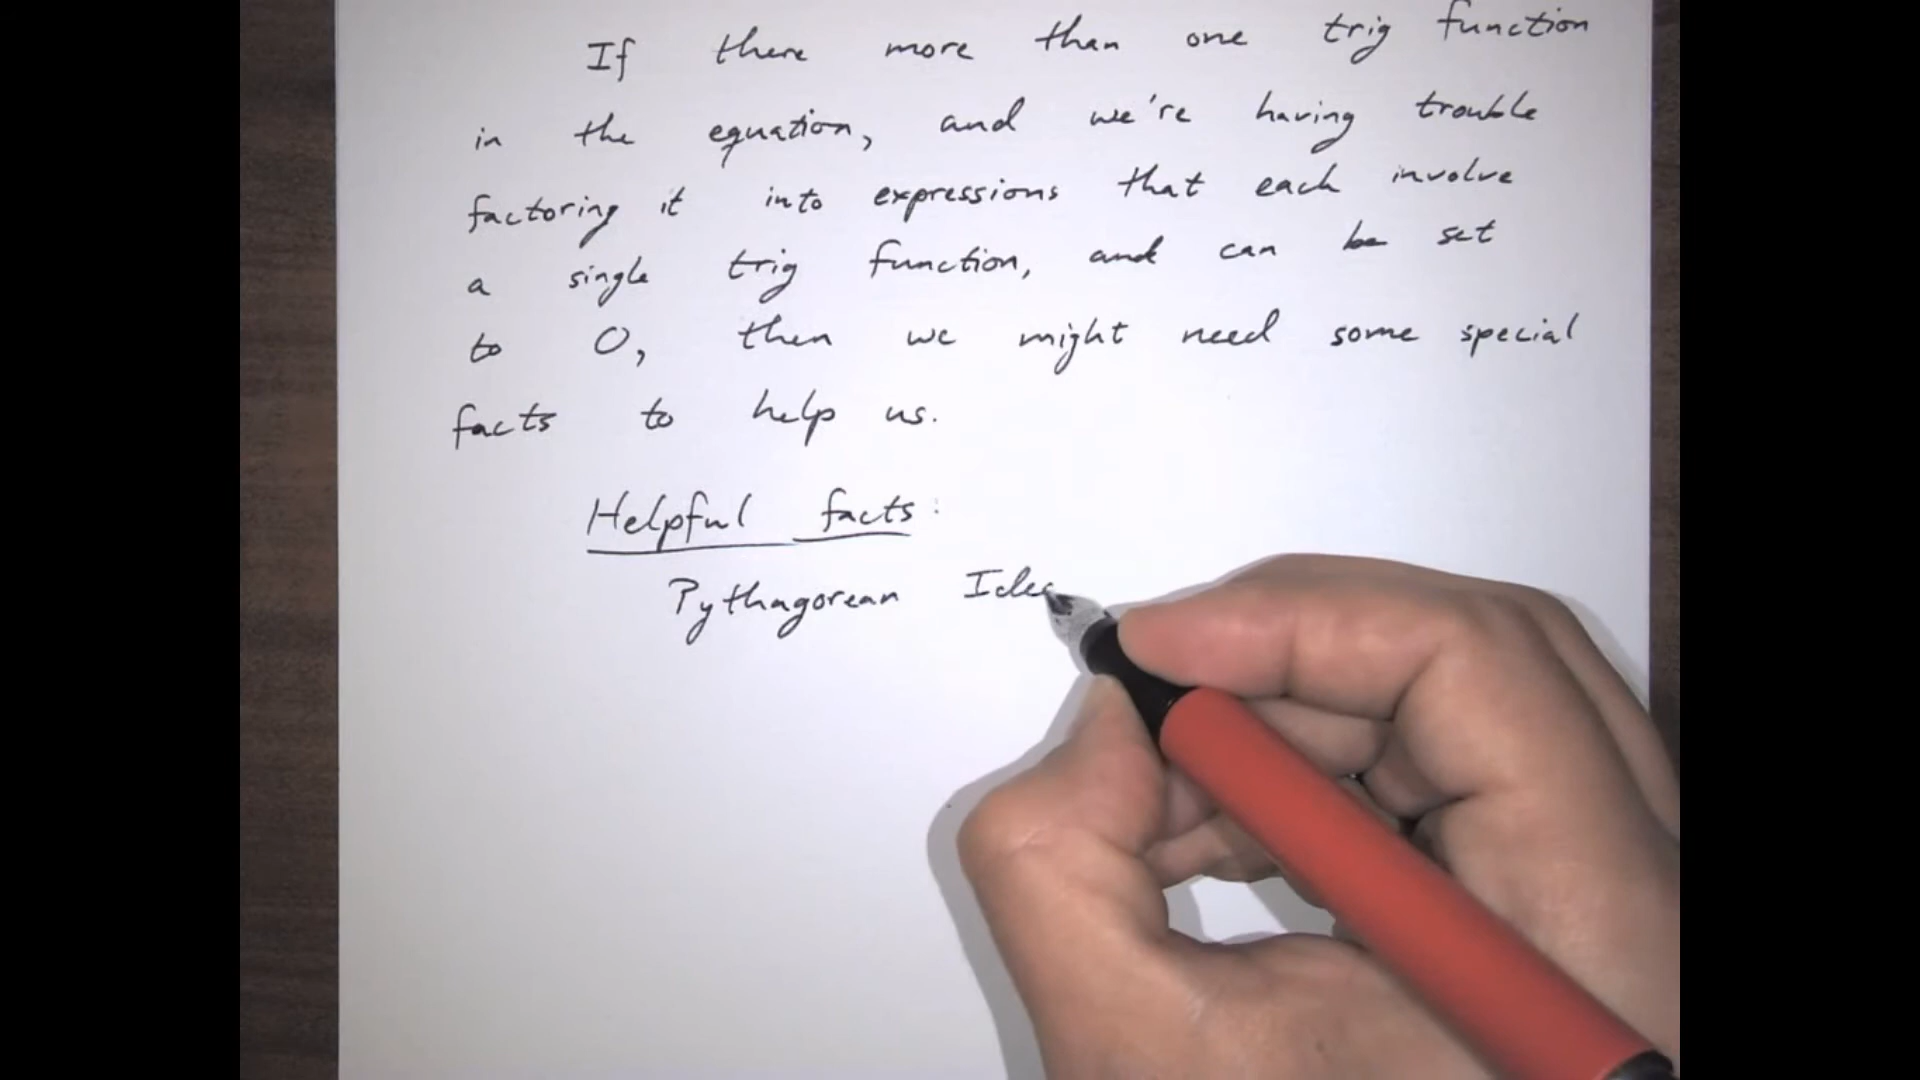 If there more than one trig function
in the equation, and we're having trouble
factoring it into expressions that each involve
a single trig function, and can be set
to 0, then we might need some special
facts to help us.
Helpful facts:
Pythagorean Ide